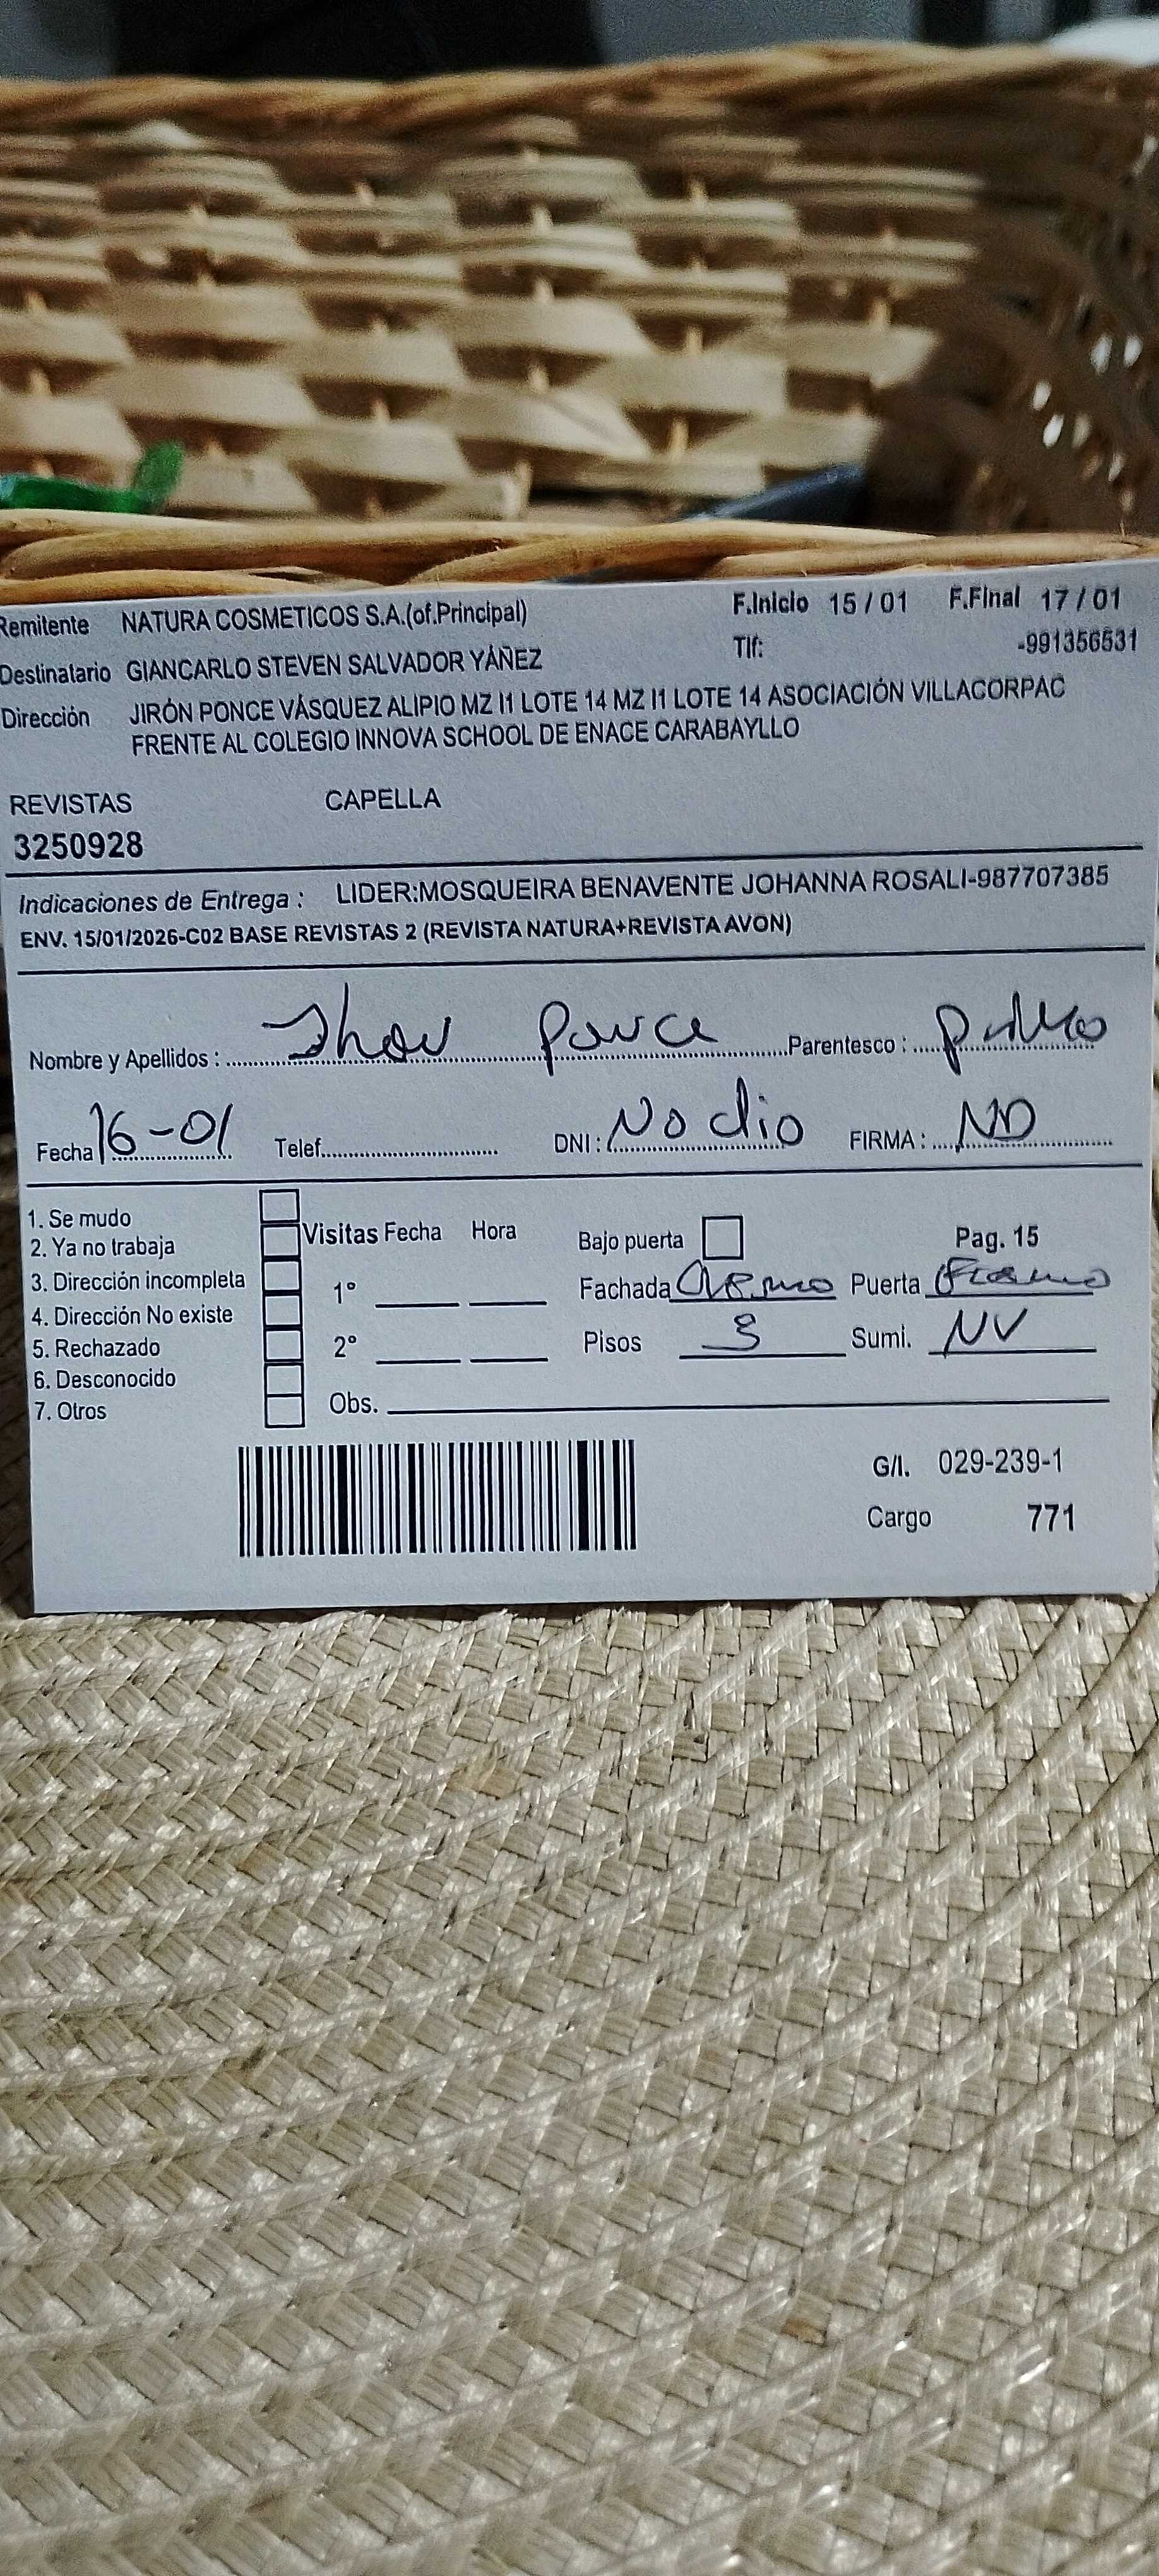 Remitente NATURA COSMETICOS S.A.(of.Principal) F.Inicio 15 / 01 F.Final 17 / 01
Tlf: -991356531
Destinatario GIANCARLO STEVEN SALVADOR YÁÑEZ
Dirección JIRÓN PONCE VÁSQUEZ ALIPIO MZ I1 LOTE 14 MZ I1 LOTE 14 ASOCIACIÓN VILLACORPAC
FRENTE AL COLEGIO INNOVA SCHOOL DE ENACE CARABAYLLO
REVISTAS CAPELLA
3250928
Indicaciones de Entrega : LIDER:MOSQUEIRA BENAVENTE JOHANNA ROSALI-987707385
ENV. 15/01/2026-C02 BASE REVISTAS 2 (REVISTA NATURA+REVISTA AVON)
Nombre y Apellidos : Jhow Ponce Parentesco :
Fecha 16-01 Telef. DNI : No dio FIRMA : ND
1. Se mudo
2. Ya no trabaja
3. Dirección incompleta
4. Dirección No existe
5. Rechazado
6. Desconocido
7. Otros
Visitas Fecha Hora
1°
2°
Obs.
Bajo puerta Pag. 15
Fachada Puerta
Pisos 3 Sumi. NV
G/I. 029-239-1
Cargo 771